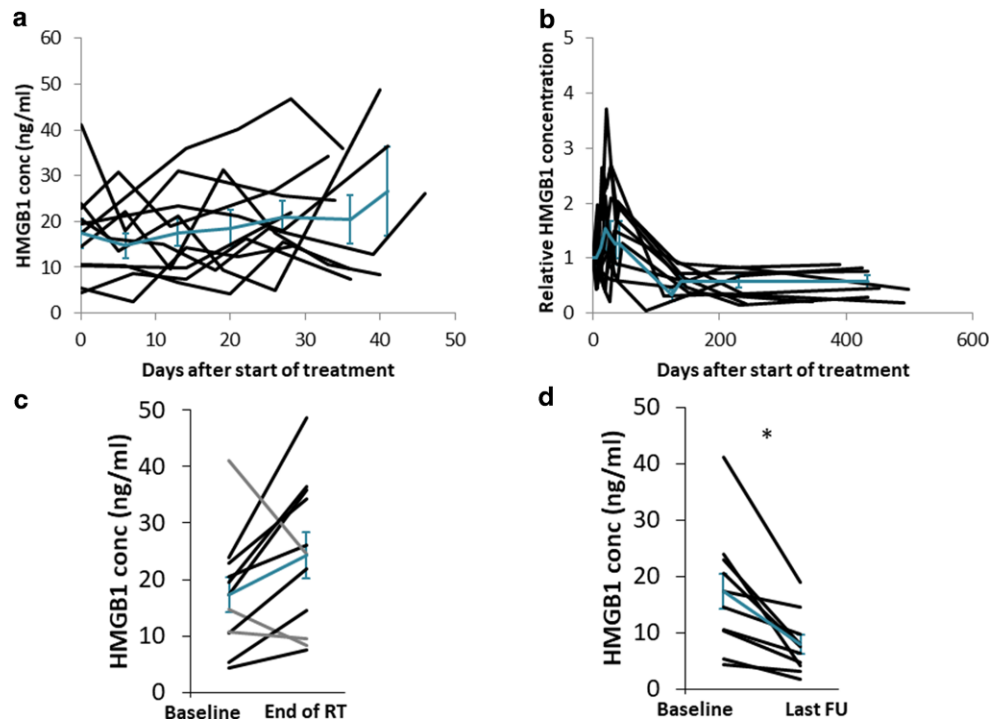 a
60
50
40
30
20
10
0
HMGB1 conc (ng/ml)
0 10 20 30 40 50
Days after start of treatment
b
5
4
3
2
1
0
Relative HMGB1 concentration
0 200 400 600
Days after start of treatment
c
50
40
30
20
10
0
HMGB1 conc (ng/ml)
Baseline End of RT
d
50
40
30
20
10
0
HMGB1 conc (ng/ml)
*
Baseline Last FU